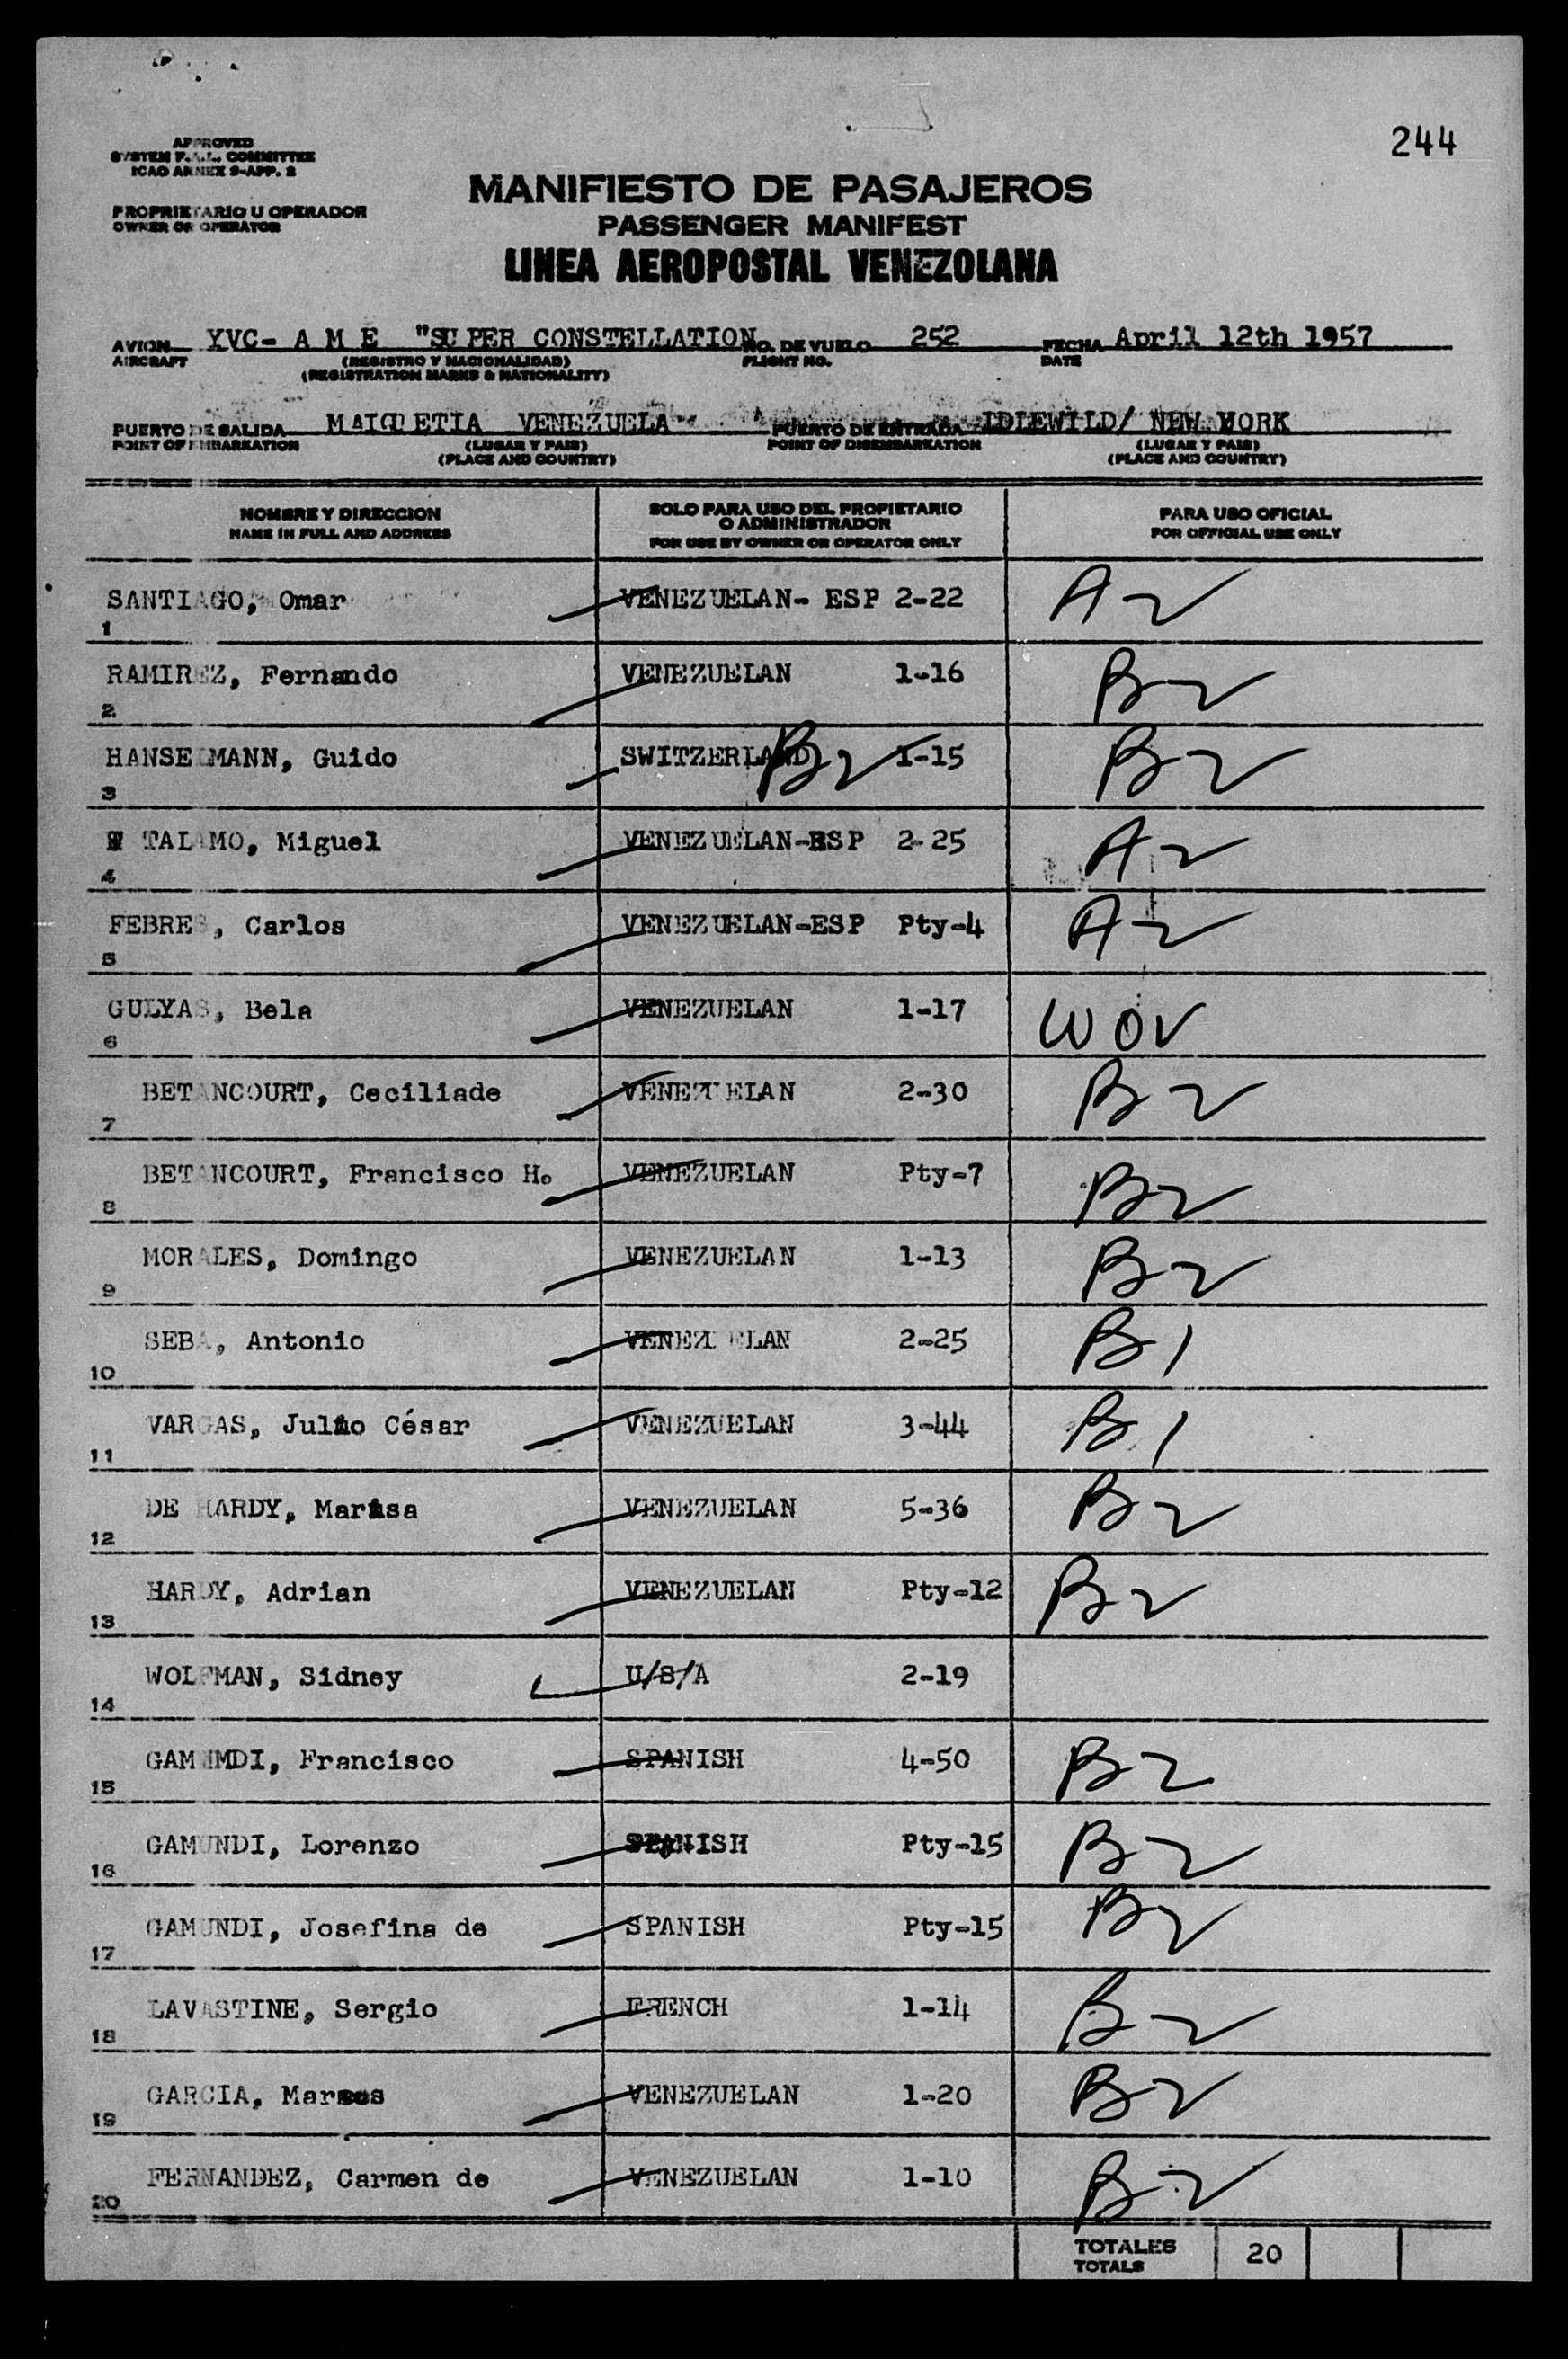 244
APPROVED
SYSTEM F.A.L. COMMITTEE
ICAO ANNEX 9-APP. 2
PROPRIETARIO U OPERADOR
OWNER OR OPERATOR
MANIFIESTO DE PASAJEROS
PASSENGER MANIFEST
LINEA AEROPOSTAL VENEZOLANA
AVION YVC- A M E "SUPER CONSTELLATION NO. DE VUELO 252 FECHA April 12th 1957
AIRCRAFT (REGISTRO Y NACIONALIDAD) FLIGHT NO. DATE
(REGISTRATION MARKS & NATIONALITY)
PUERTO DE SALIDA MAIQUETIA VENEZUELA PUERTO DE ENTRADA IDLEWILD/ NEW YORK
POINT OF EMBARKATION (LUGAR Y PAIS) POINT OF DISEMBARKATION (LUGAR Y PAIS)
(PLACE AND COUNTRY) (PLACE AND COUNTRY)
NOMBRE Y DIRECCION SOLO PARA USO DEL PROPIETARIO O ADMINISTRADOR PARA USO OFICIAL
NAME IN FULL AND ADDRESS FOR USE BY OWNER OR OPERATOR ONLY FOR OFFICIAL USE ONLY
1 SANTIAGO, Omar VENEZUELAN- ESP 2-22 A2
2 RAMIREZ, Fernando VENEZUELAN 1-16 B2
3 HANSELMANN, Guido SWITZERLAND B2 1-15 B2
4 TALAMO, Miguel VENEZUELAN-ESP 2-25 A2
5 FEBRES, Carlos VENEZUELAN-ESP Pty-4 A2
6 GULYAS, Bela VENEZUELAN 1-17 WOV
7 BETANCOURT, Ceciliade VENEZUELAN 2-30 B2
8 BETANCOURT, Francisco H. VENEZUELAN Pty-7 B2
9 MORALES, Domingo VENEZUELAN 1-13 B2
10 SEBA, Antonio VENEZUELAN 2-25 B1
11 VARGAS, Julio César VENEZUELAN 3-44 B1
12 DE HARDY, Marisa VENEZUELAN 5-36 B2
13 HARDY, Adrian VENEZUELAN Pty-12 B2
14 WOLFMAN, Sidney U/S/A 2-19
15 GAMUMDI, Francisco SPANISH 4-50 B2
16 GAMUNDI, Lorenzo SPANISH Pty-15 B2
17 GAMUNDI, Josefina de SPANISH Pty-15 B2
18 LAVASTINE, Sergio FRENCH 1-14 B2
19 GARCIA, VENEZUELAN 1-20 B2
20 FERNANDEZ, Carmen de VENEZUELAN 1-10 B2
TOTALES 20
TOTALS